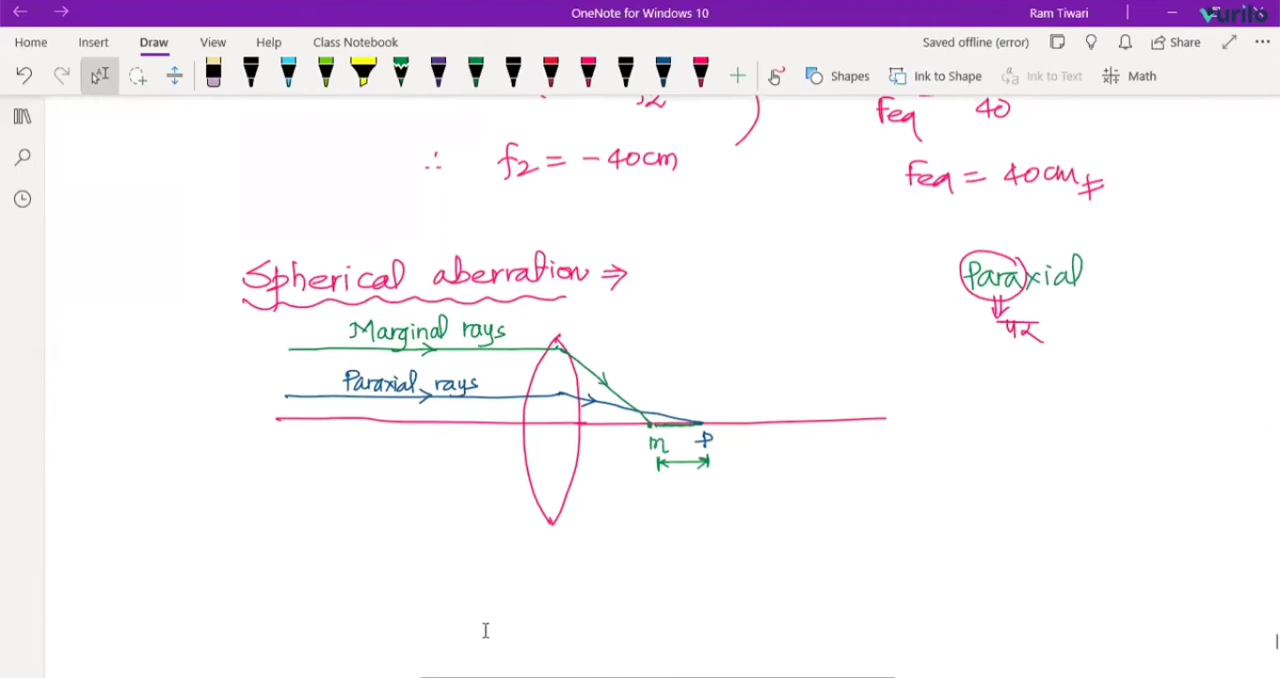 OneNote for Windows 10
Ram Tiwari
vurilo
Home Insert Draw View Help Class Notebook
Saved offline (error) Share
Shapes Ink to Shape Ink to Text Math
feq 40
∴ f2 = - 40cm
feq = 40cm
Spherical aberration ⇒
Paraxial
Marginal rays
Paraxial rays
m P